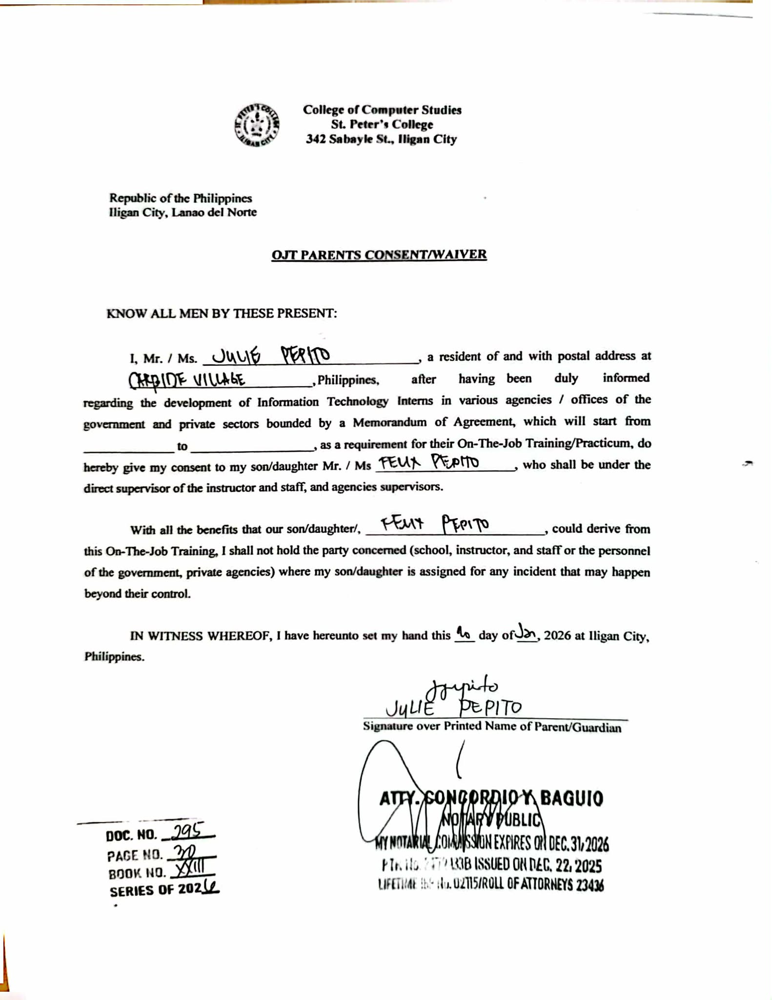 ST. PETER'S COLLEGE
ILIGAN CITY
College of Computer Studies
St. Peter's College
342 Sabayle St., Iligan City
Republic of the Philippines
Iligan City, Lanao del Norte
OJT PARENTS CONSENT/WAIVER
KNOW ALL MEN BY THESE PRESENT:
I, Mr. / Ms. JULIE PEPITO, a resident of and with postal address at
CARBIDE VILLAGE, Philippines, after having been duly informed
regarding the development of Information Technology Interns in various agencies / offices of the
government and private sectors bounded by a Memorandum of Agreement, which will start from
____________ to ________________, as a requirement for their On-The-Job Training/Practicum, do
hereby give my consent to my son/daughter Mr. / Ms FELIX PEPITO, who shall be under the
direct supervisor of the instructor and staff, and agencies supervisors.
With all the benefits that our son/daughter/, FELIX PEPITO, could derive from
this On-The-Job Training, I shall not hold the party concerned (school, instructor, and staff or the personnel
of the government, private agencies) where my son/daughter is assigned for any incident that may happen
beyond their control.
IN WITNESS WHEREOF, I have hereunto set my hand this day of Jan, 2026 at Iligan City,
Philippines.
JULIE PEPITO
Signature over Printed Name of Parent/Guardian
ATTY. CONCORDIO Y. BAGUIO
NOTARY PUBLIC
MY NOTARIAL COMMISSION EXPIRES ON DEC. 31, 2026
PTR No. ISSUED ON DEC. 22, 2025
LIFETIME IBP No. /ROLL OF ATTORNEYS 23436
DOC. NO. 295
PAGE NO. 30
BOOK NO. XXIII
SERIES OF 2026